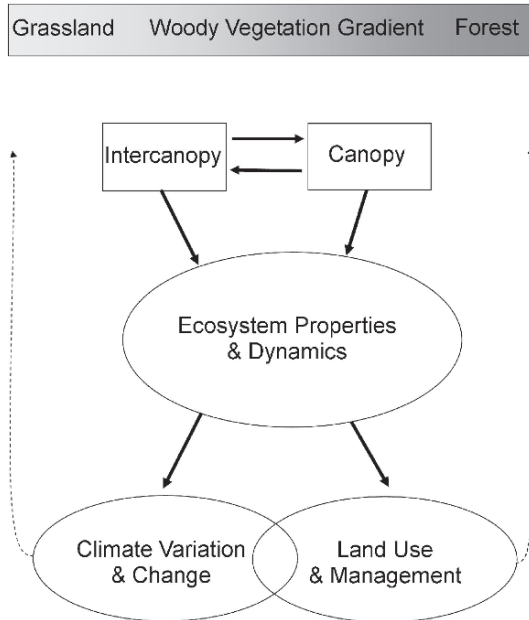 Grassland Woody Vegetation Gradient Forest
Intercanopy
Canopy
Ecosystem Properties
& Dynamics
Climate Variation
& Change
Land Use
& Management